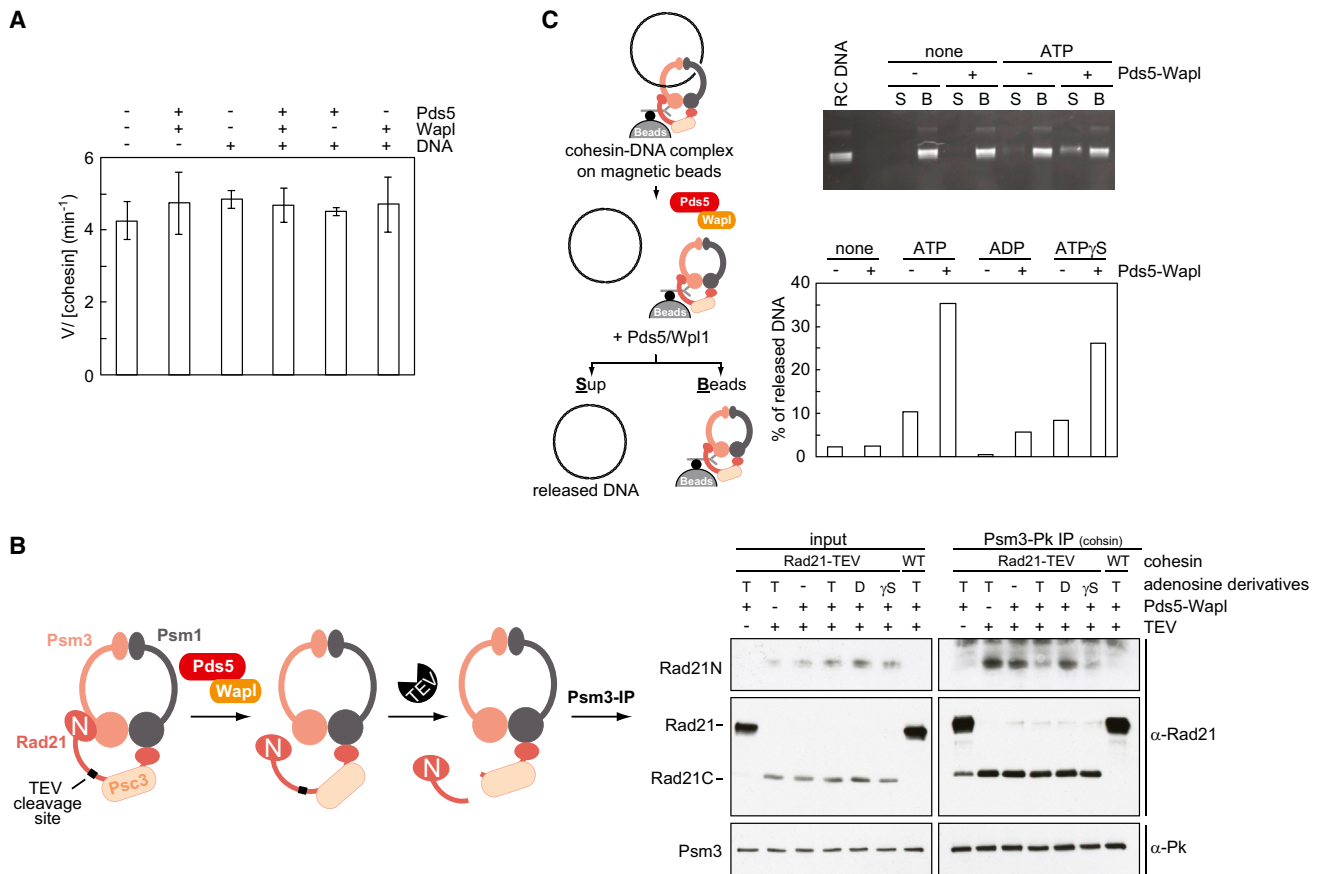 A
- + - + + - Pds5
- + - + - + Wapl
- - + + + + DNA
V/ [cohesin] (min-1)
6
4
2
0
C
Beads
cohesin-DNA complex
on magnetic beads
Pds5
Wapl
Beads
+ Pds5/Wpl1
Sup
Beads
released DNA
Beads
RC DNA
none
ATP
- + - + Pds5-Wapl
S B S B S B S B
none ATP ADP ATPγS
- + - + - + - + Pds5-Wapl
% of released DNA
40
30
20
10
0
B
Psm3
Psm1
Pds5
Wapl
N
Rad21
TEV
cleavage
site
Psc3
N
TEV
N
Psm3-IP
input
Psm3-Pk IP (cohsin)
Rad21-TEV WT Rad21-TEV WT cohesin
T T - T D γS T T T - T D γS T adenosine derivatives
+ - + + + + + + - + + + + + Pds5-Wapl
- + + + + + + - + + + + + + TEV
Rad21N
Rad21-
α-Rad21
Rad21C-
Psm3
α-Pk